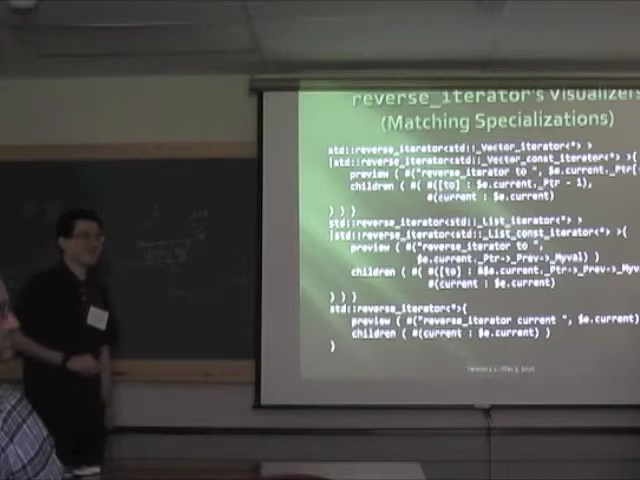 reverse_iterator's Visualizers
(Matching Specializations)
std::reverse_iterator<std::_Vector_iterator<*> >
|std::reverse_iterator<std::_Vector_const_iterator<*> >{
preview ( #("reverse_iterator to ", $e.current._Ptr[-
children ( #( #([to] : $e.current._Ptr - 1),
#(current : $e.current)
) ) )
std::reverse_iterator<std::_List_iterator<*> >
|std::reverse_iterator<std::_List_const_iterator<*> >{
preview ( #("reverse_iterator to ",
$e.current._Ptr->_Prev->_Myval) )
children ( #( #([to] : &$e.current._Ptr->_Prev->_Myval
#(current : $e.current)
) ) )
std::reverse_iterator<*>{
preview ( #("reverse_iterator current ", $e.current)
children ( #(current : $e.current) )
}